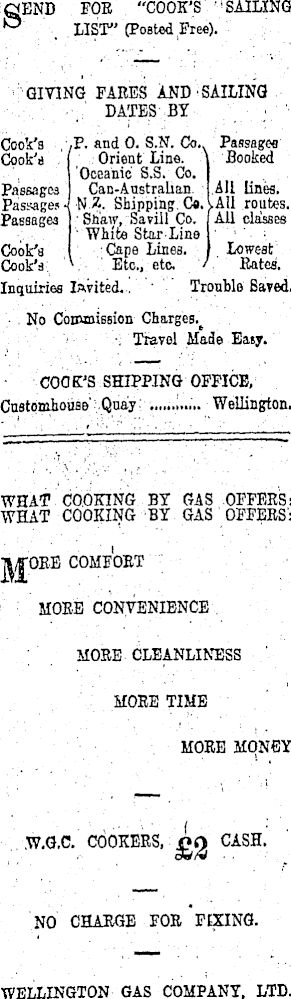 SEND FOR "COOK'S SAILING
LIST" (Posted Free).
GIVING FARES AND SAILING
DATES BY
Cook's P. and O. S.N. Co. Passages
Cook's Orient Line. Booked
Oceanic S.S. Co.
Passages Can-Australian All lines.
Passages N.Z. Shipping Co. All routes.
Passages Shaw, Savill Co. All classes
White Star Line
Cook's Cape Lines. Lowest
Cook's Etc., etc. Rates.
Inquiries Invited. Trouble Saved.
No Commission Charges.
Travel Made Easy.
COOK'S SHIPPING OFFICE,
Customhouse Quay ............ Wellington.
WHAT COOKING BY GAS OFFERS:
WHAT COOKING BY GAS OFFERS:
MORE COMFORT
MORE CONVENIENCE
MORE CLEANLINESS
MORE TIME
MORE MONEY
W.G.C. COOKERS, £2 CASH.
NO CHARGE FOR FIXING.
WELLINGTON GAS COMPANY, LTD.